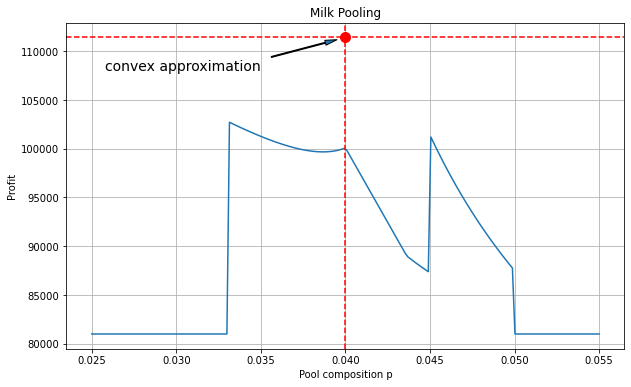 Milk Pooling
110000
105000
100000
95000
90000
85000
80000
Profit
convex approximation
0.025 0.030 0.035 0.040 0.045 0.050 0.055
Pool composition p